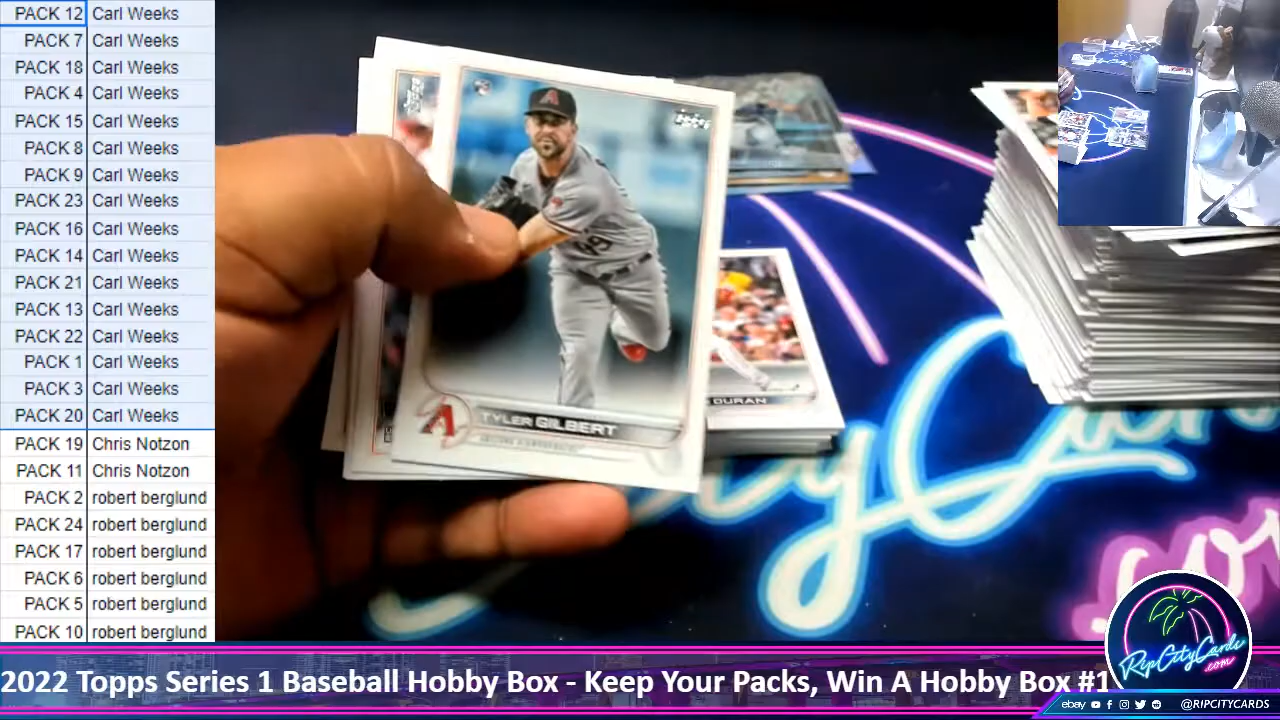 PACK 12 Carl Weeks
PACK 7 Carl Weeks
PACK 18 Carl Weeks
PACK 4 Carl Weeks
PACK 15 Carl Weeks
PACK 8 Carl Weeks
PACK 9 Carl Weeks
PACK 23 Carl Weeks
PACK 16 Carl Weeks
PACK 14 Carl Weeks
PACK 21 Carl Weeks
PACK 13 Carl Weeks
PACK 22 Carl Weeks
PACK 1 Carl Weeks
PACK 3 Carl Weeks
PACK 20 Carl Weeks
PACK 19 Chris Notzon
PACK 11 Chris Notzon
PACK 2 robert berglund
PACK 24 robert berglund
PACK 17 robert berglund
PACK 6 robert berglund
PACK 5 robert berglund
PACK 10 robert berglund
Topps
A
TYLER GILBERT
DURAN
RipCityCards
.com
2022 Topps Series 1 Baseball Hobby Box - Keep Your Packs, Win A Hobby Box #1
ebay @RIPCITYCARDS